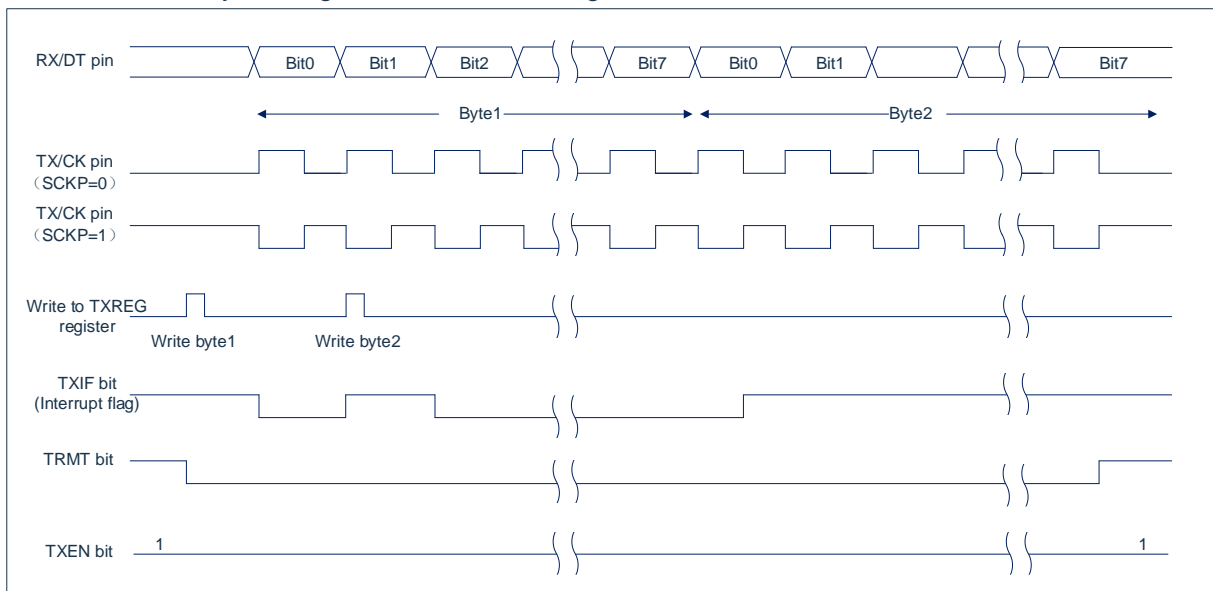 RX/DT pin
Bit0 Bit1 Bit2 Bit7 Bit0 Bit1 Bit7
Byte1 Byte2
TX/CK pin
（SCKP=0）
TX/CK pin
（SCKP=1）
Write to TXREG
register
Write byte1 Write byte2
TXIF bit
(Interrupt flag)
TRMT bit
TXEN bit 1 1